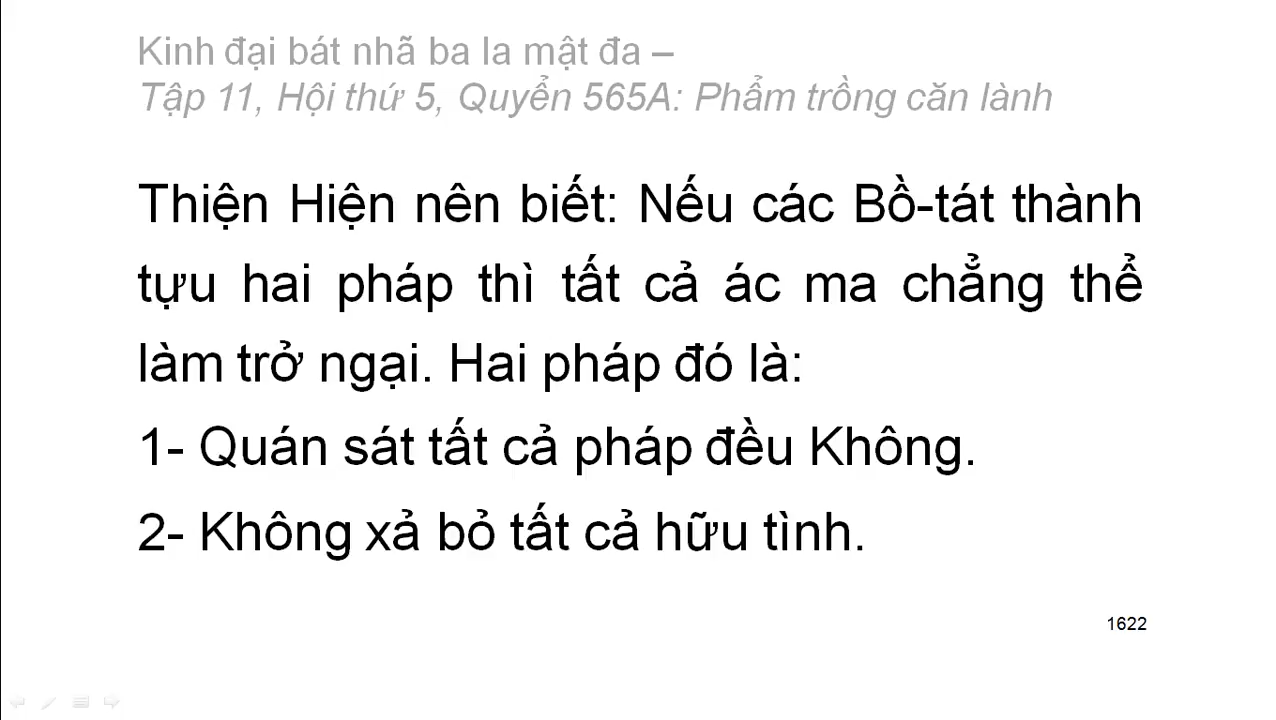 Kinh đại bát nhã ba la mật đa –
Tập 11, Hội thứ 5, Quyển 565A: Phẩm trồng căn lành
Thiện Hiện nên biết: Nếu các Bồ-tát thành
tựu hai pháp thì tất cả ác ma chẳng thể
làm trở ngại. Hai pháp đó là:
1- Quán sát tất cả pháp đều Không.
2- Không xả bỏ tất cả hữu tình.
1622